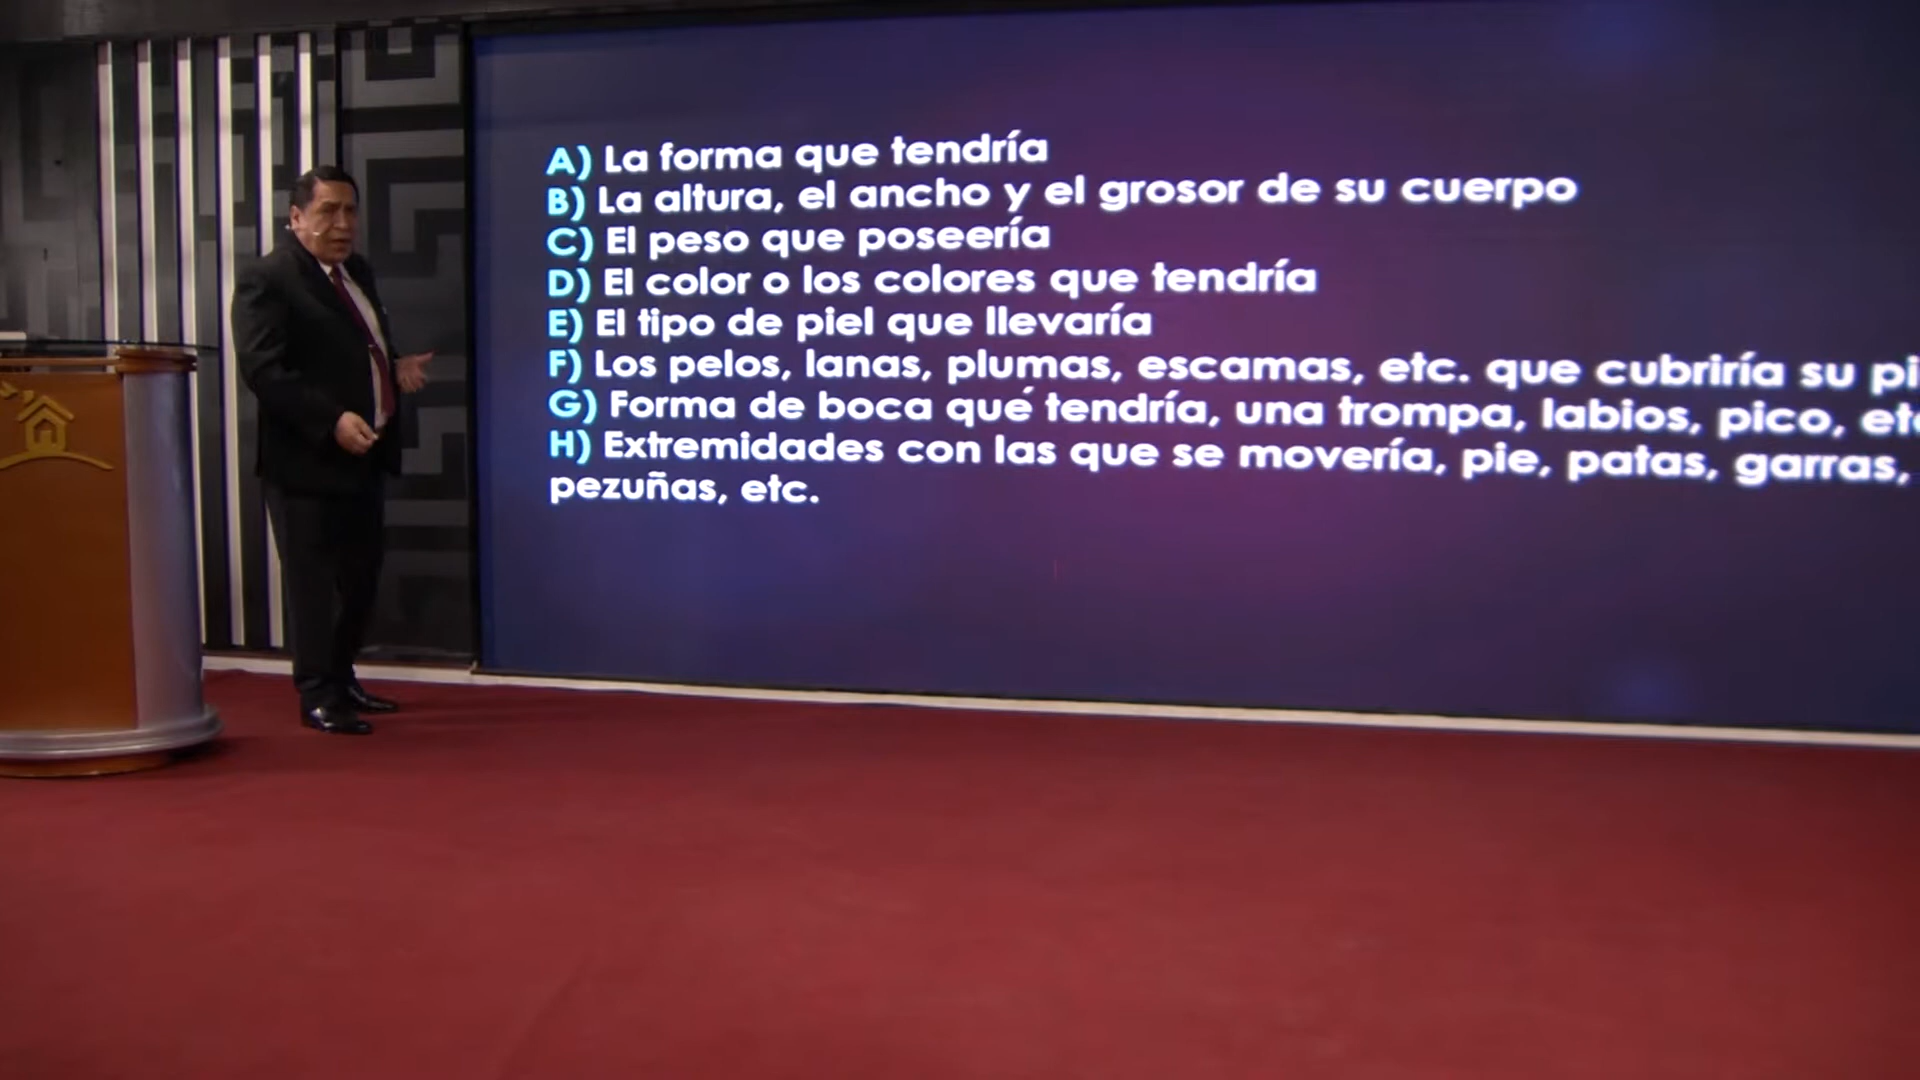 A) La forma que tendría
B) La altura, el ancho y el grosor de su cuerpo
C) El peso que poseería
D) El color o los colores que tendría
E) El tipo de piel que llevaría
F) Los pelos, lanas, plumas, escamas, etc. que cubriría su
G) Forma de boca qué tendría, una trompa, labios, pico,
H) Extremidades con las que se movería, pie, patas, garras,
pezuñas, etc.